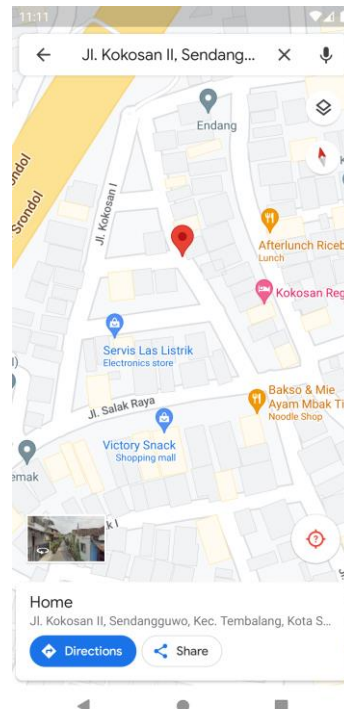 11:11
Jl. Kokosan II, Sendang...
Endang
Jl. Kokosan I
Srondol
Afterlunch Riceb
Lunch
Kokosan Reg
Servis Las Listrik
Electronics store
Bakso & Mie
Ayam Mbak Ti
Noodle Shop
Jl. Salak Raya
Victory Snack
Shopping mall
emak
k I
Home
Jl. Kokosan II, Sendangguwo, Kec. Tembalang, Kota S...
Directions
Share